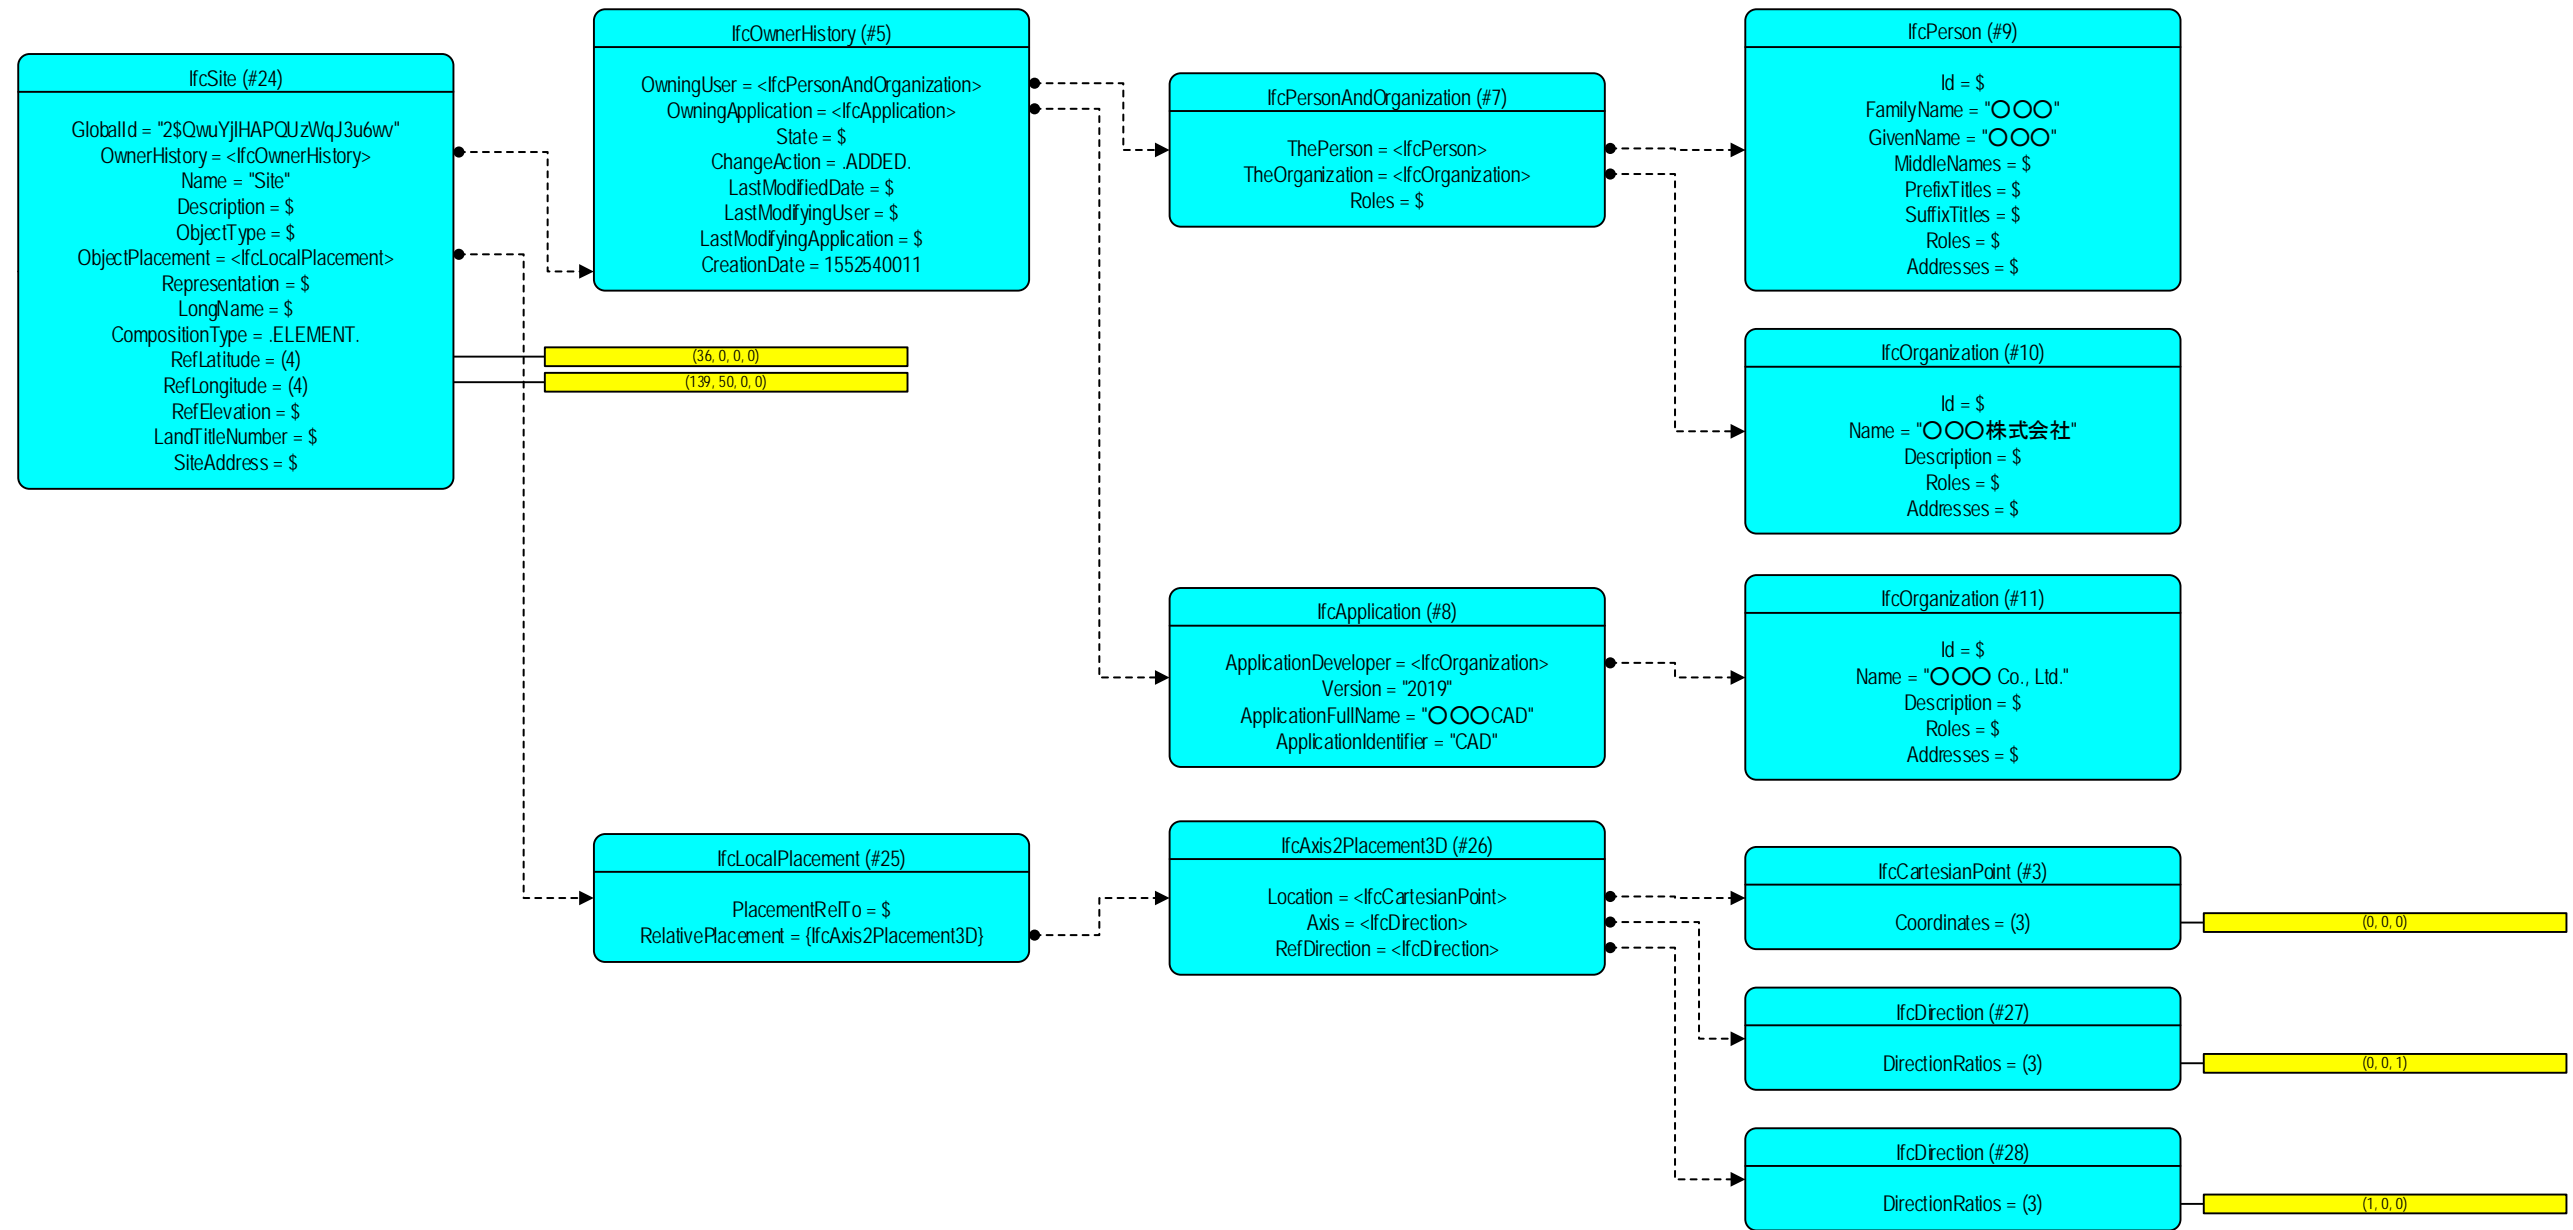 IfcSite (#24)
GlobalId = "2$QwuYjlHAPQUzWqJ3u6wv"
OwnerHistory = <IfcOwnerHistory>
Name = "Site"
Description = $
ObjectType = $
ObjectPlacement = <IfcLocalPlacement>
Representation = $
LongName = $
CompositionType = .ELEMENT.
RefLatitude = (4)
RefLongitude = (4)
RefElevation = $
LandTitleNumber = $
SiteAddress = $
(36, 0, 0, 0)
(139, 50, 0, 0)
IfcOwnerHistory (#5)
OwningUser = <IfcPersonAndOrganization>
OwningApplication = <IfcApplication>
State = $
ChangeAction = .ADDED.
LastModifiedDate = $
LastModifyingUser = $
LastModifyingApplication = $
CreationDate = 1552540011
IfcPersonAndOrganization (#7)
ThePerson = <IfcPerson>
TheOrganization = <IfcOrganization>
Roles = $
IfcPerson (#9)
Id = $
FamilyName = "〇〇〇"
GivenName = "〇〇〇"
MiddleNames = $
PrefixTitles = $
SuffixTitles = $
Roles = $
Addresses = $
IfcOrganization (#10)
Id = $
Name = "〇〇〇株式会社"
Description = $
Roles = $
Addresses = $
IfcApplication (#8)
ApplicationDeveloper = <IfcOrganization>
Version = "2019"
ApplicationFullName = "〇〇〇CAD"
ApplicationIdentifier = "CAD"
IfcOrganization (#11)
Id = $
Name = "〇〇〇 Co., Ltd."
Description = $
Roles = $
Addresses = $
IfcLocalPlacement (#25)
PlacementRelTo = $
RelativePlacement = {IfcAxis2Placement3D}
IfcAxis2Placement3D (#26)
Location = <IfcCartesianPoint>
Axis = <IfcDirection>
RefDirection = <IfcDirection>
IfcCartesianPoint (#3)
Coordinates = (3)
(0, 0, 0)
IfcDirection (#27)
DirectionRatios = (3)
(0, 0, 1)
IfcDirection (#28)
DirectionRatios = (3)
(1, 0, 0)